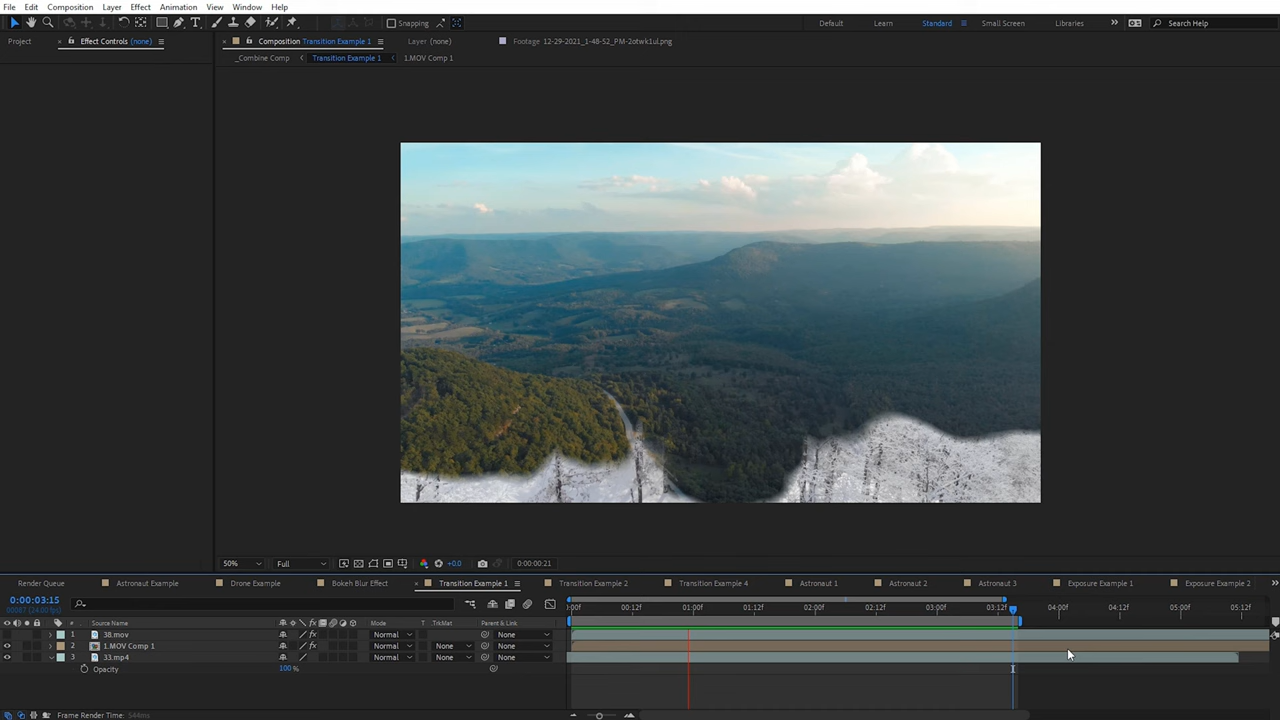 File Edit Composition Layer Effect Animation View Window Help
Snapping Default Learn Standard Small Screen Libraries Search Help
Project Effect Controls (none) Composition Transition Example 1 Layer (none) Footage 12-29-2021_1-48-52_PM-2otwk1ul.png
_Combine Comp Transition Example 1 1.MOV Comp 1
50% Full +0.0 0:00:00:21
Render Queue Astronaut Example Drone Example Bokeh Blur Effect Transition Example 1 Transition Example 2 Transition Example 4 Astronaut 1 Astronaut 2 Astronaut 3 Exposure Example 1 Exposure Example 2
0:00:03:15
00087 (24.00 fps)
:00f 00:12f 01:00f 01:12f 02:00f 02:12f 03:00f 03:12f 04:00f 04:12f 05:00f 05:12f
# Source Name Mode T TrkMat Parent & Link
1 38.mov Normal None
2 1.MOV Comp 1 Normal None None
3 33.mp4 Normal None None
Opacity 100 %
Frame Render Time: 544ms